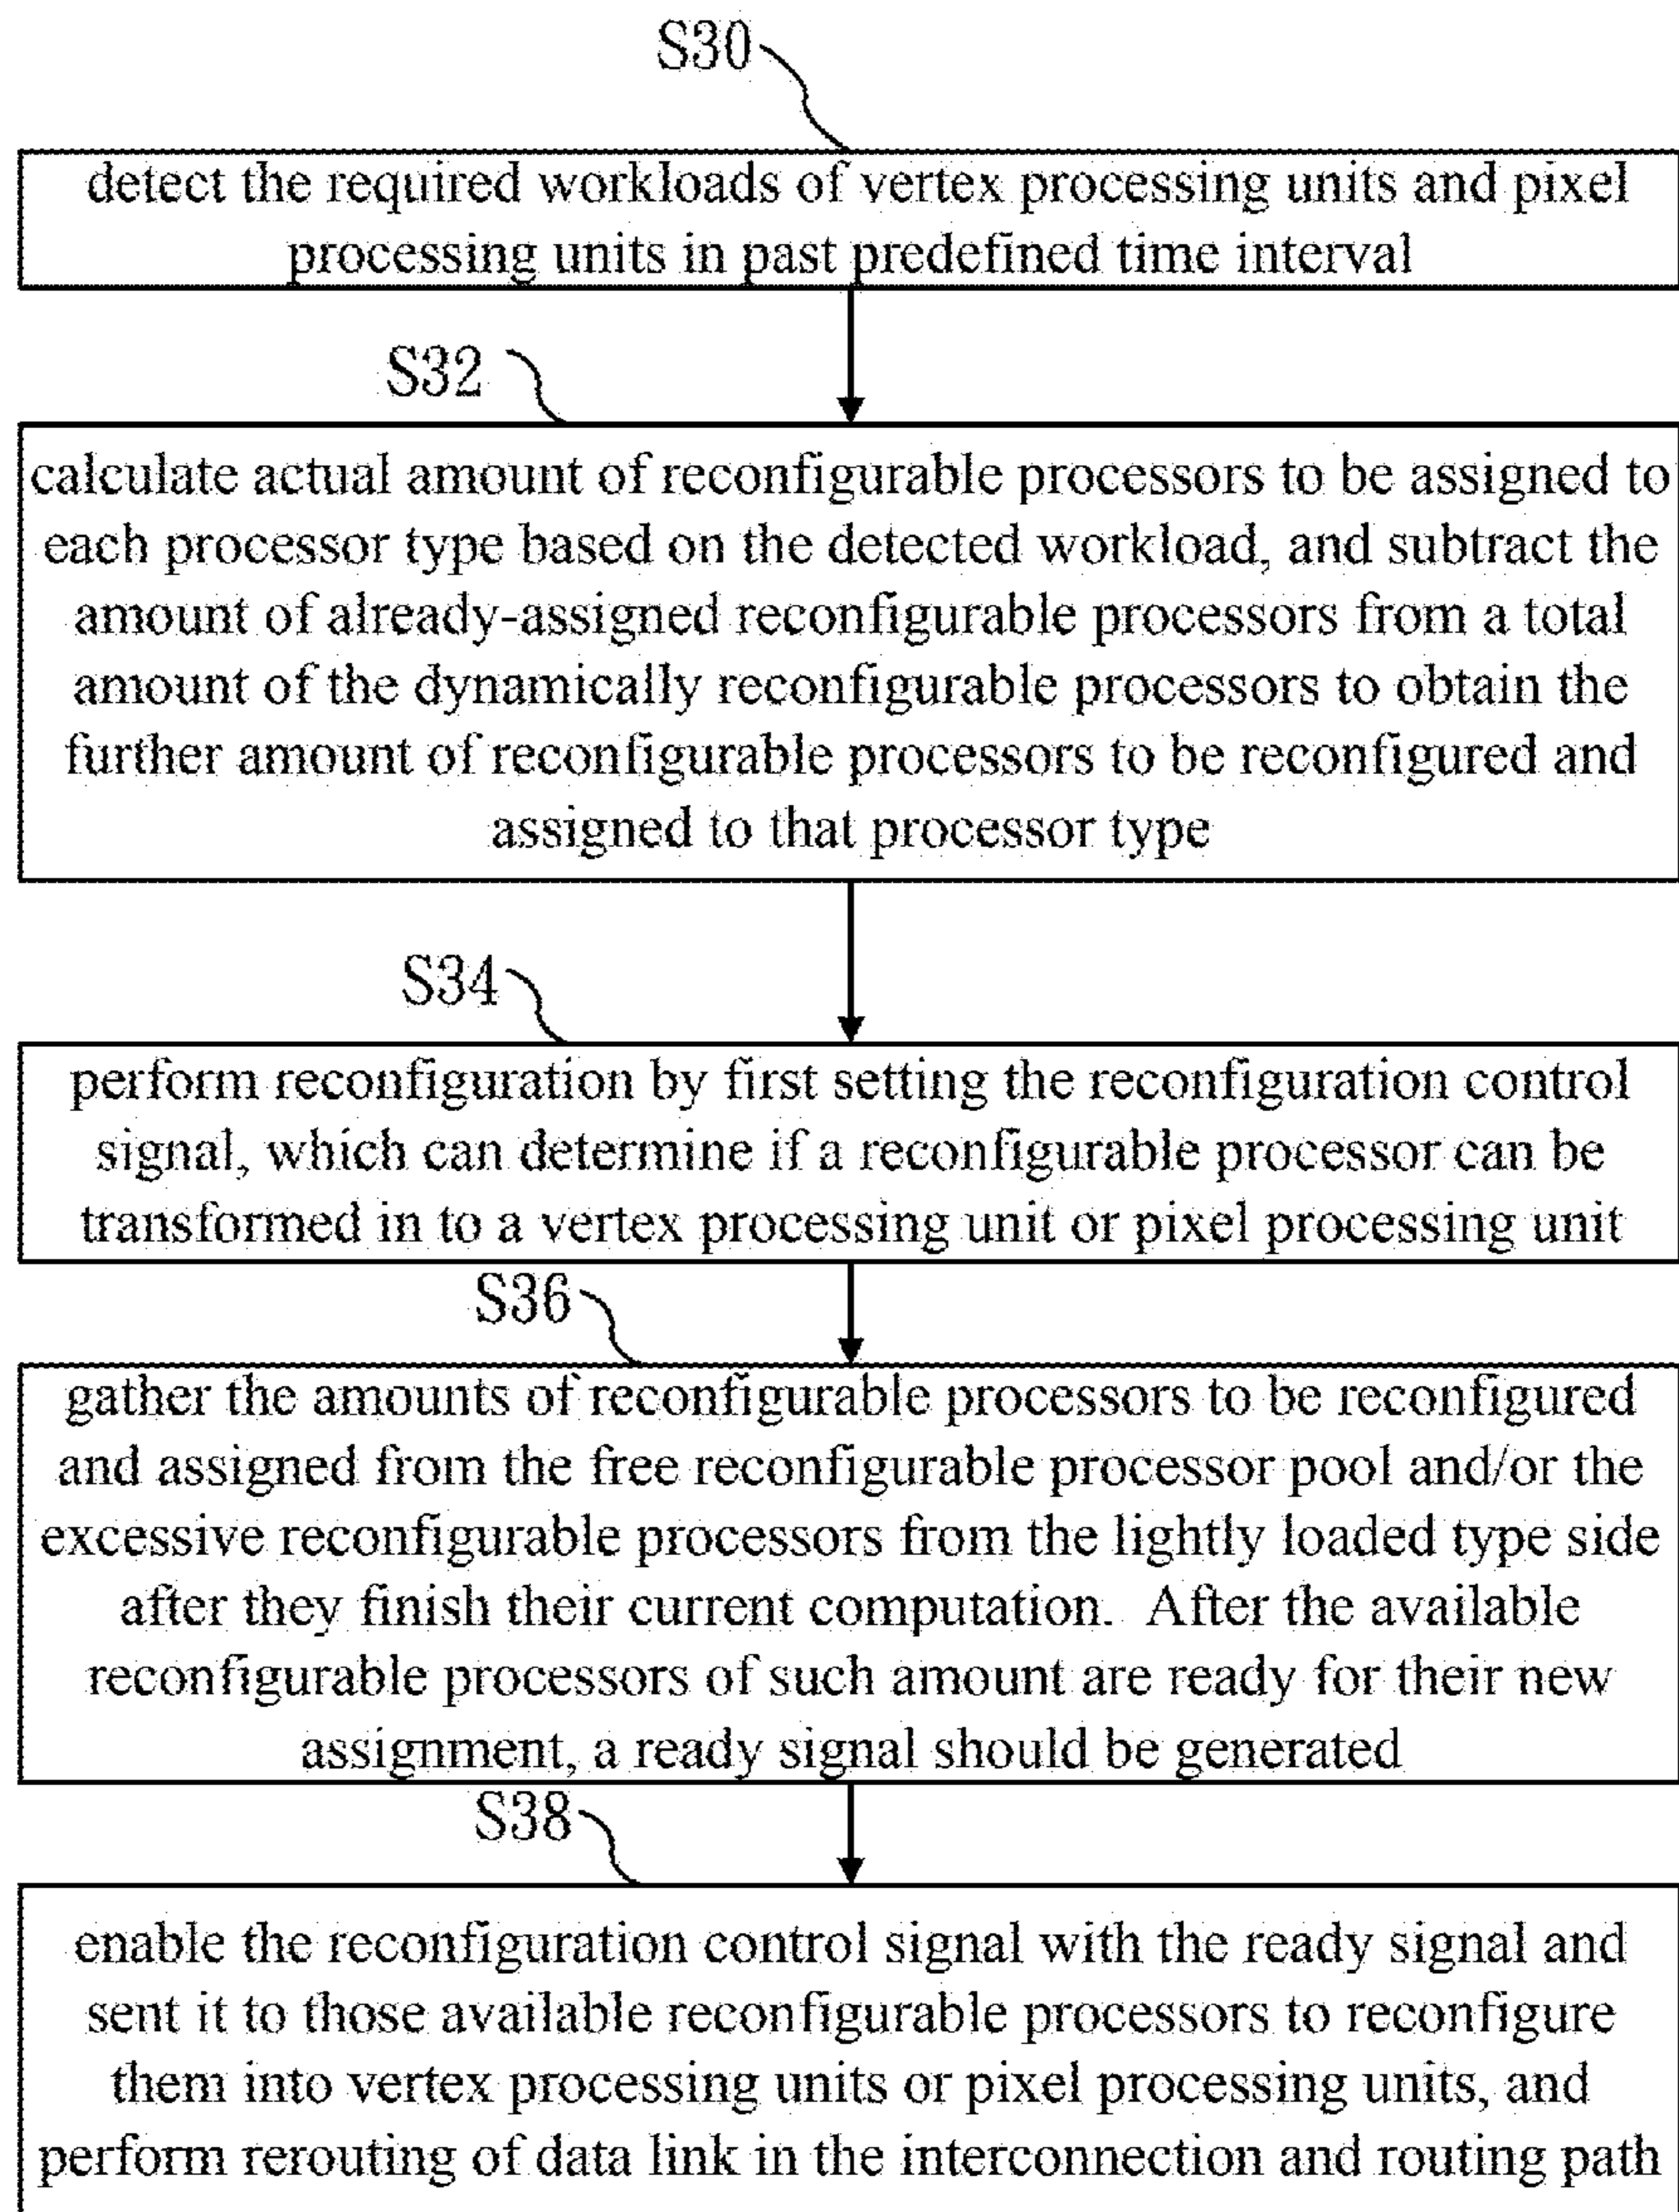 S30
detect the required workloads of vertex processing units and pixel
processing units in past predefined time interval
S32
calculate actual amount of reconfigurable processors to be assigned to
each processor type based on the detected workload, and subtract the
amount of already-assigned reconfigurable processors from a total
amount of the dynamically reconfigurable processors to obtain the
further amount of reconfigurable processors to be reconfigured and
assigned to that processor type
S34
perform reconfiguration by first setting the reconfiguration control
signal, which can determine if a reconfigurable processor can be
transformed in to a vertex processing unit or pixel processing unit
S36
gather the amounts of reconfigurable processors to be reconfigured
and assigned from the free reconfigurable processor pool and/or the
excessive reconfigurable processors from the lightly loaded type side
after they finish their current computation. After the available
reconfigurable processors of such amount are ready for their new
assignment, a ready signal should be generated
S38
enable the reconfiguration control signal with the ready signal and
sent it to those available reconfigurable processors to reconfigure
them into vertex processing units or pixel processing units, and
perform rerouting of data link in the interconnection and routing path